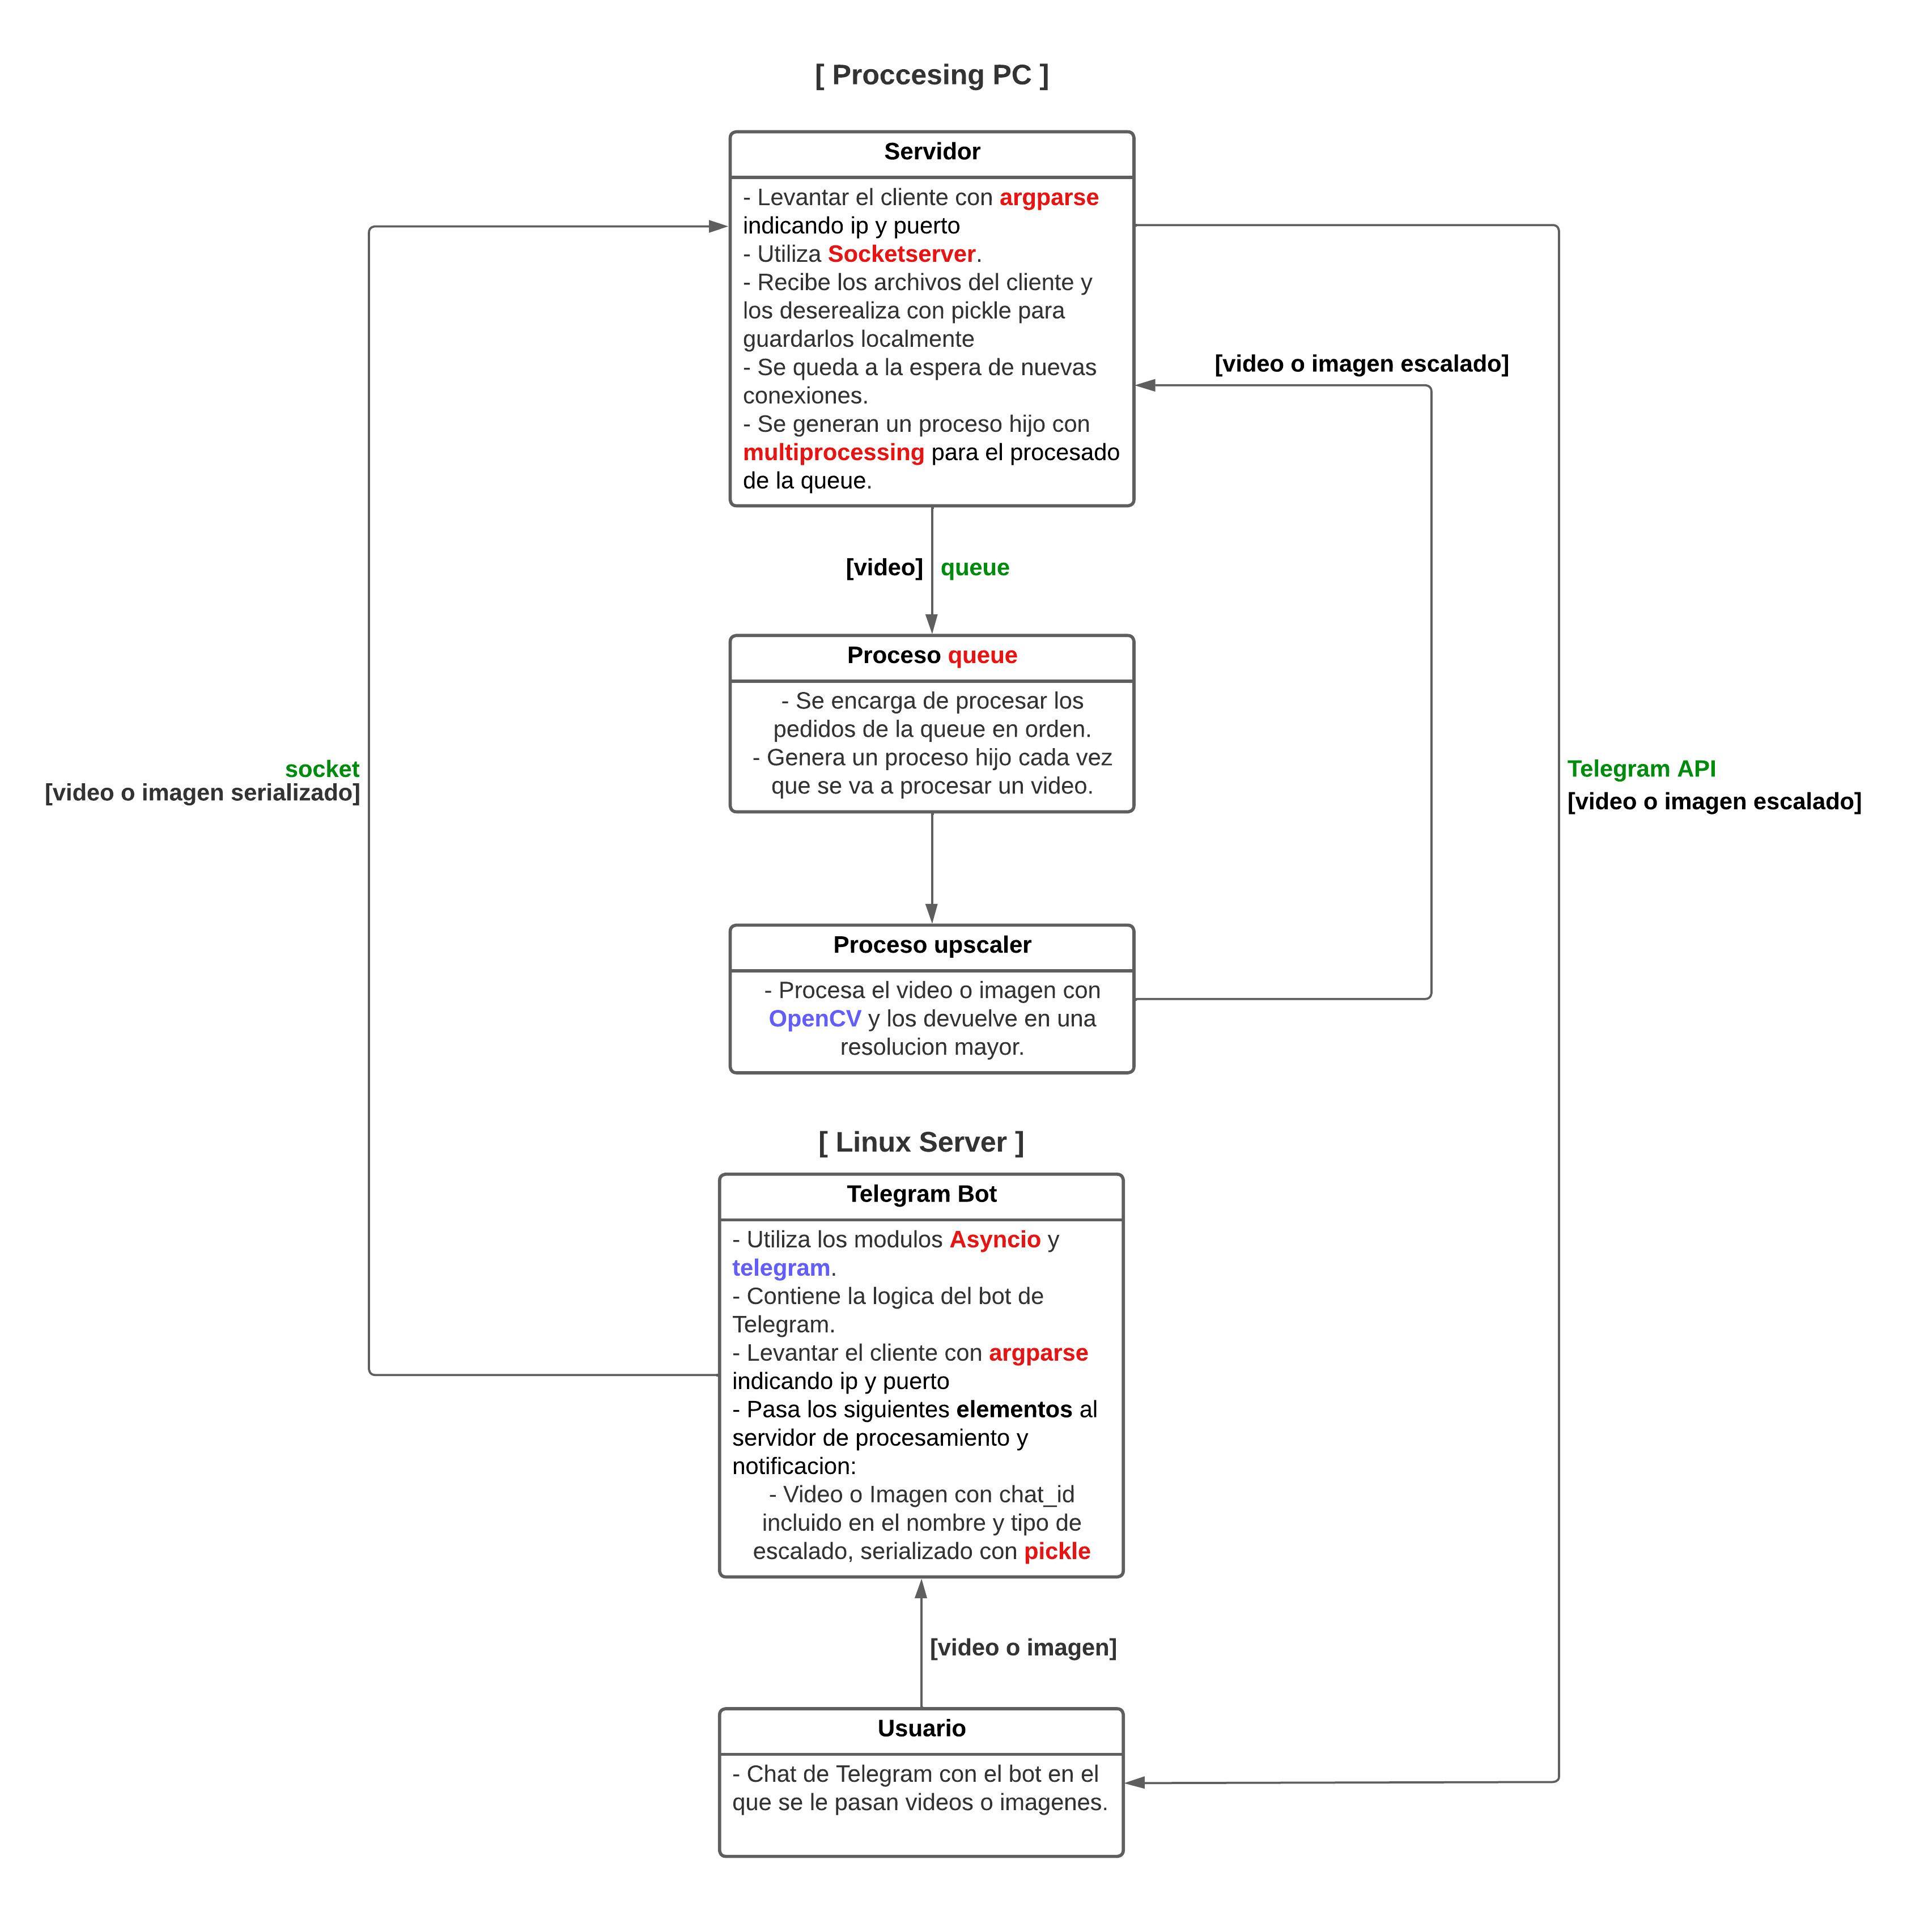 [ Proccesing PC ]
Servidor
- Levantar el cliente con argparse
indicando ip y puerto
- Utiliza Socketserver.
- Recibe los archivos del cliente y
los deserealiza con pickle para
guardarlos localmente
- Se queda a la espera de nuevas
conexiones.
- Se generan un proceso hijo con
multiprocessing para el procesado
de la queue.
[video o imagen escalado]
[video] queue
Proceso queue
- Se encarga de procesar los
pedidos de la queue en orden.
- Genera un proceso hijo cada vez
que se va a procesar un video.
socket
[video o imagen serializado]
Telegram API
[video o imagen escalado]
Proceso upscaler
- Procesa el video o imagen con
OpenCV y los devuelve en una
resolucion mayor.
[ Linux Server ]
Telegram Bot
- Utiliza los modulos Asyncio y
telegram.
- Contiene la logica del bot de
Telegram.
- Levantar el cliente con argparse
indicando ip y puerto
- Pasa los siguientes elementos al
servidor de procesamiento y
notificacion:
- Video o Imagen con chat_id
incluido en el nombre y tipo de
escalado, serializado con pickle
[video o imagen]
Usuario
- Chat de Telegram con el bot en el
que se le pasan videos o imagenes.